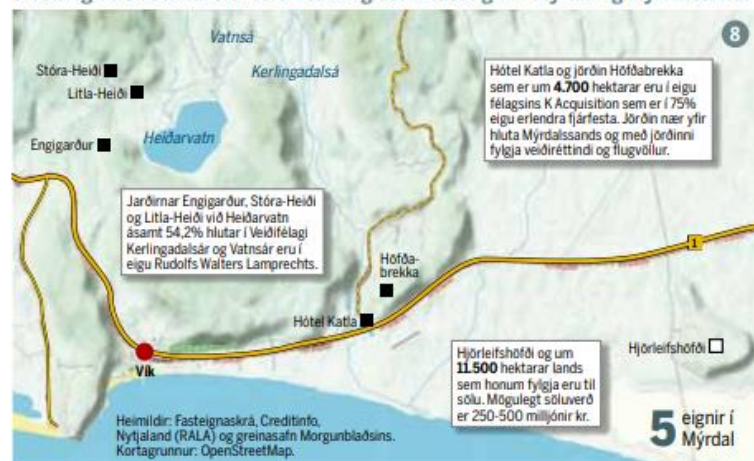 8
Vatnsá
Stóra-Heiði
Kerlingadalsá
Litla-Heiði
Heiðarvatn
Engigarður
Hótel Katla og jörðin Höfðabrekka
sem er um 4.700 hektarar eru í eigu
félagsins K Acquisition sem er í 75%
eigu erlendra fjárfesta. Jörðin nær yfir
hluta Mýrdalssands og með jörðinni
fylgja veiðiréttindi og flugvöllur.
Jarðirnar Engigarður, Stóra-Heiði
og Litla-Heiði við Heiðarvatn
ásamt 54,2% hlutar í Veiðifélagi
Kerlingadalsár og Vatnsár eru í
eigu Rudolfs Walters Lamprechts.
1
Höfða-
brekka
Hótel Katla
Vík
Hjörleifshöfði og um
11.500 hektarar lands
sem honum fylgja eru til
sölu. Mögulegt söluverð
er 250-500 milljónir kr.
Hjörleifshöfði
Heimildir: Fasteignaskrá, Creditinfo,
Nytjaland (RALA) og greinasafn Morgunblaðsins.
Kortagrunnur: OpenStreetMap.
5 eignir í
Mýrdal